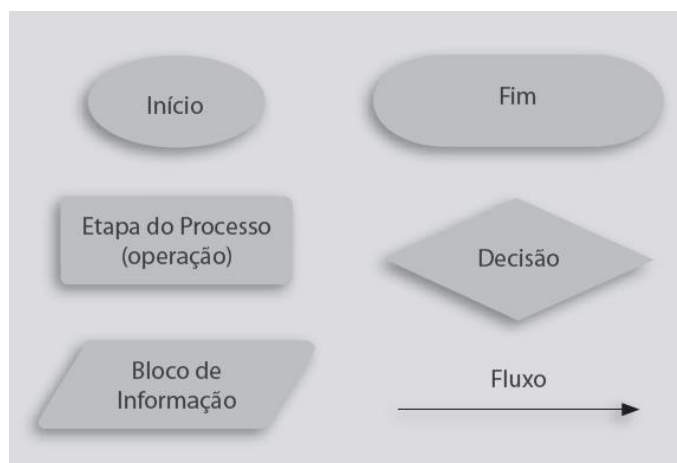 Início
Fim
Etapa do Processo
(operação)
Decisão
Bloco de
Informação
Fluxo